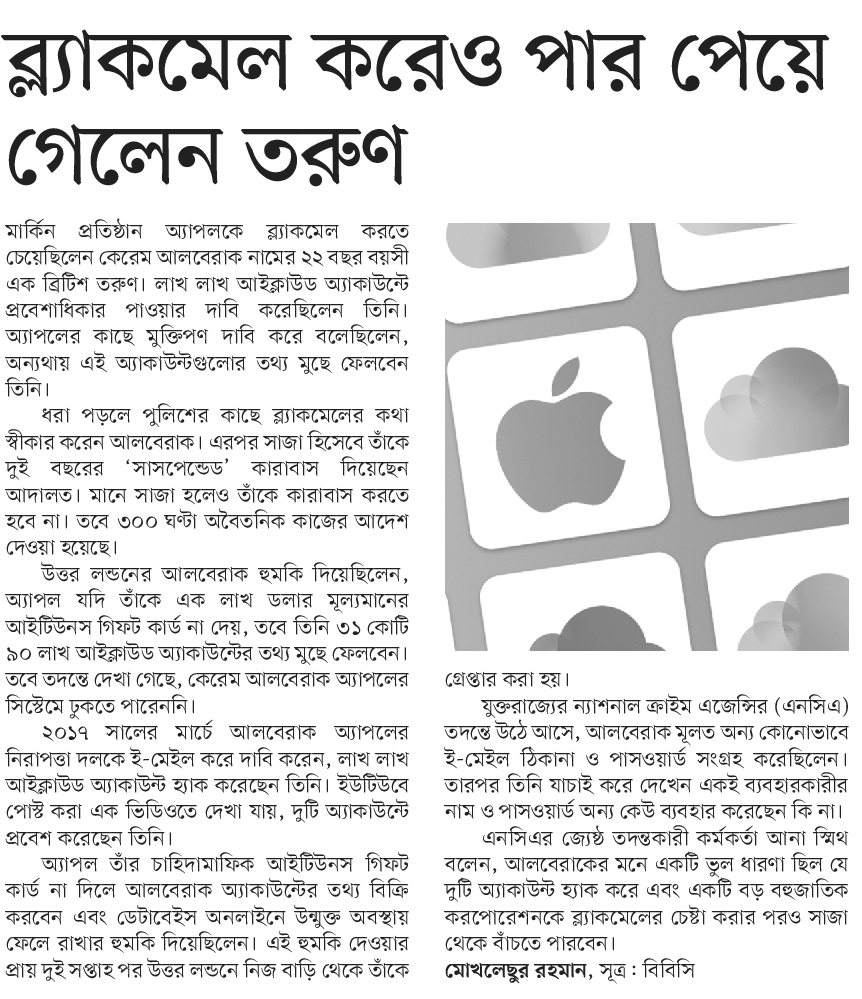 ব্ল্যাকমেল করেও পার পেয়ে
গেলেন তরুণ
মার্কিন প্রতিষ্ঠান অ্যাপলকে ব্ল্যাকমেল করতে
চেয়েছিলেন কেরেম আলবেরাক নামের ২২ বছর বয়সী
এক ব্রিটিশ তরুণ। লাখ লাখ আইক্লাউড অ্যাকাউন্টে
প্রবেশাধিকার পাওয়ার দাবি করেছিলেন তিনি।
অ্যাপলের কাছে মুক্তিপণ দাবি করে বলেছিলেন,
অন্যথায় এই অ্যাকাউন্টগুলোর তথ্য মুছে ফেলবেন
তিনি।
ধরা পড়লে পুলিশের কাছে ব্ল্যাকমেলের কথা
স্বীকার করেন আলবেরাক। এরপর সাজা হিসেবে তাঁকে
দুই বছরের ‘সাসপেন্ডেড’ কারাবাস দিয়েছেন
আদালত। মানে সাজা হলেও তাঁকে কারাবাস করতে
হবে না। তবে ৩০০ ঘণ্টা অবৈতনিক কাজের আদেশ
দেওয়া হয়েছে।
উত্তর লন্ডনের আলবেরাক হুমকি দিয়েছিলেন,
অ্যাপল যদি তাঁকে এক লাখ ডলার মূল্যমানের
আইটিউনস গিফট কার্ড না দেয়, তবে তিনি ৩১ কোটি
৯০ লাখ আইক্লাউড অ্যাকাউন্টের তথ্য মুছে ফেলবেন।
তবে তদন্তে দেখা গেছে, কেরেম আলবেরাক অ্যাপলের
সিস্টেমে ঢুকতে পারেননি।
২০১৭ সালের মার্চে আলবেরাক অ্যাপলের
নিরাপত্তা দলকে ই-মেইল করে দাবি করেন, লাখ লাখ
আইক্লাউড অ্যাকাউন্ট হ্যাক করেছেন তিনি। ইউটিউবে
পোস্ট করা এক ভিডিওতে দেখা যায়, দুটি অ্যাকাউন্টে
প্রবেশ করেছেন তিনি।
অ্যাপল তাঁর চাহিদামাফিক আইটিউনস গিফট
কার্ড না দিলে আলবেরাক অ্যাকাউন্টের তথ্য বিক্রি
করবেন এবং ডেটাবেইস অনলাইনে উন্মুক্ত অবস্থায়
ফেলে রাখার হুমকি দিয়েছিলেন। এই হুমকি দেওয়ার
প্রায় দুই সপ্তাহ পর উত্তর লন্ডনে নিজ বাড়ি থেকে তাঁকে
গ্রেপ্তার করা হয়।
যুক্তরাজ্যের ন্যাশনাল ক্রাইম এজেন্সির (এনসিএ)
তদন্তে উঠে আসে, আলবেরাক মূলত অন্য কোনোভাবে
ই-মেইল ঠিকানা ও পাসওয়ার্ড সংগ্রহ করেছিলেন।
তারপর তিনি যাচাই করে দেখেন একই ব্যবহারকারীর
নাম ও পাসওয়ার্ড অন্য কেউ ব্যবহার করেছেন কি না।
এনসিএর জ্যেষ্ঠ তদন্তকারী কর্মকর্তা আনা স্মিথ
বলেন, আলবেরাকের মনে একটি ভুল ধারণা ছিল যে
দুটি অ্যাকাউন্ট হ্যাক করে এবং একটি বড় বহুজাতিক
করপোরেশনকে ব্ল্যাকমেলের চেষ্টা করার পরও সাজা
থেকে বাঁচতে পারবেন।
মোখলেছুর রহমান, সূত্র : বিবিসি